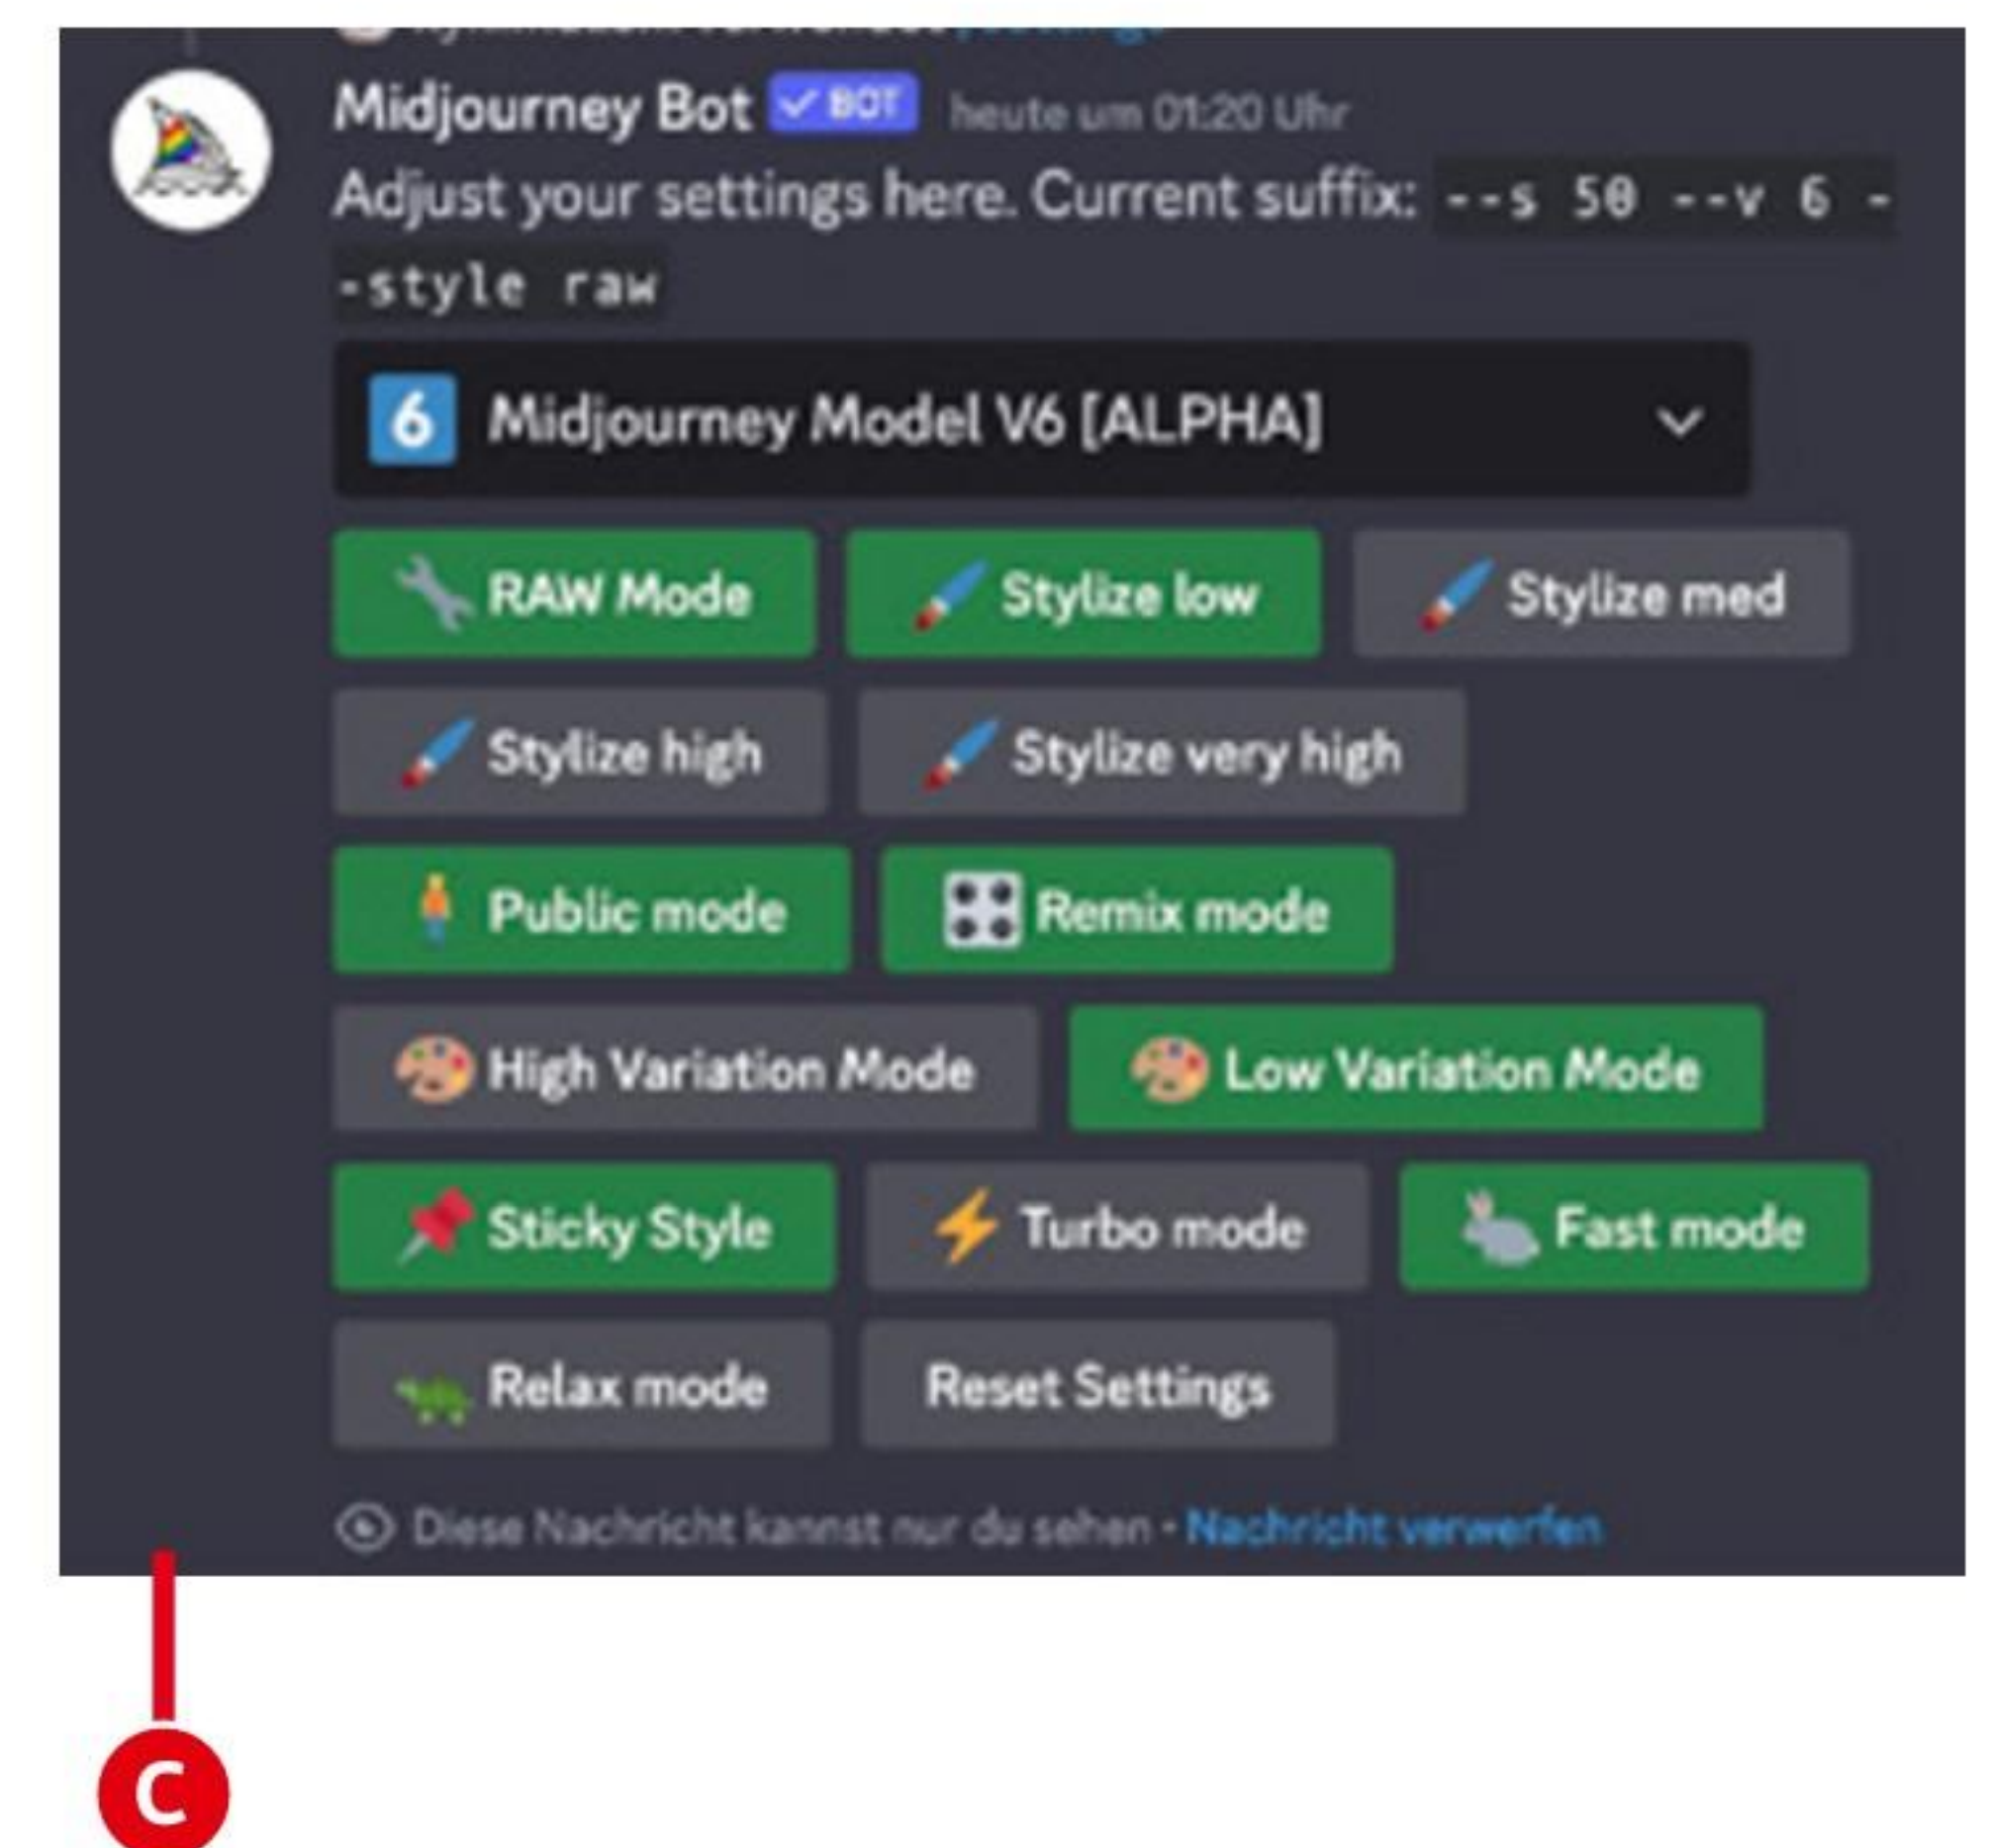 Midjourney Bot ✓ BOT heute um 01:20 Uhr
Adjust your settings here. Current suffix: --s 50 --v 6 -
-style raw
6 Midjourney Model V6 [ALPHA]
RAW Mode Stylize low Stylize med
Stylize high Stylize very high
Public mode Remix mode
High Variation Mode Low Variation Mode
Sticky Style Turbo mode Fast mode
Relax mode Reset Settings
Diese Nachricht kannst nur du sehen · Nachricht verwerfen
C